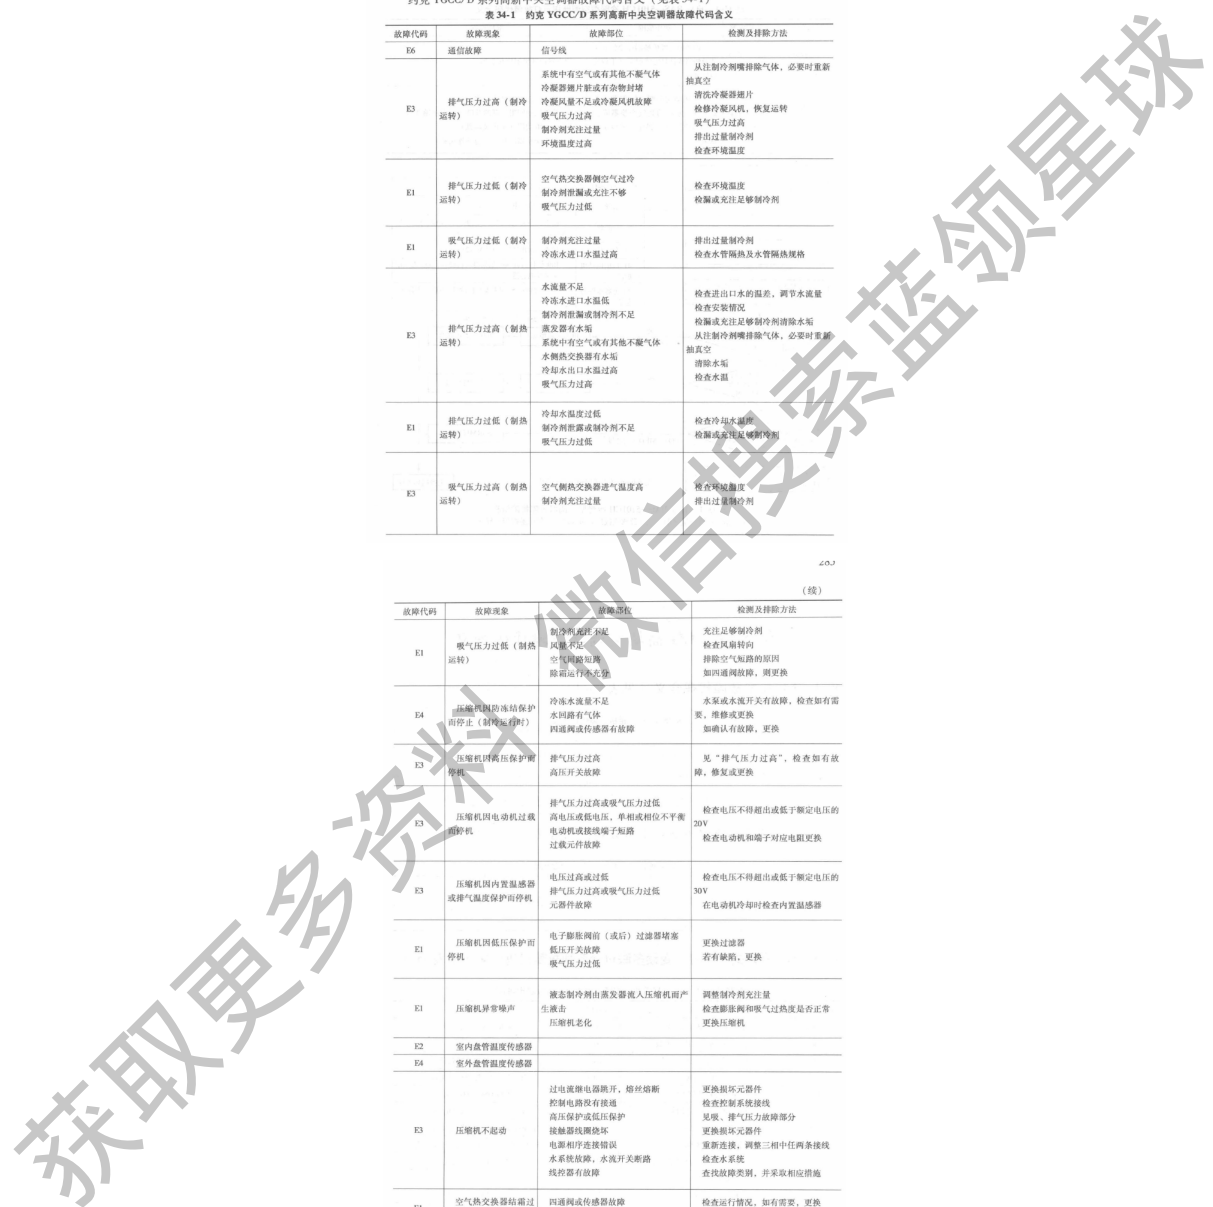 约克 YGCC/D 系列高新中央空调器故障代码含义（见表 34-1）
表 34-1 约克 YGCC/D 系列高新中央空调器故障代码含义
故障代码 故障现象 故障部位 检测及排除方法
E6 通信故障 信号线
E3
排气压力过高（制冷
运转）
系统中有空气或有其他不凝气体
冷凝器翅片脏或有杂物封堵
冷凝风量不足或冷凝风机故障
吸气压力过高
制冷剂充注过量
环境温度过高
从注制冷剂嘴排除气体，必要时重新
抽真空
清洗冷凝器翅片
检修冷凝风机，恢复运转
吸气压力过高
排出过量制冷剂
检查环境温度
E1
排气压力过低（制冷
运转）
空气热交换器侧空气过冷
制冷剂泄漏或充注不够
吸气压力过低
检查环境温度
检漏或充注足够制冷剂
E1
吸气压力过低（制冷
运转）
制冷剂充注过量
冷冻水进口水温过高
排出过量制冷剂
检查水管隔热及水管隔热规格
E3
排气压力过高（制热
运转）
水流量不足
冷冻水进口水温低
制冷剂泄漏或制冷剂不足
蒸发器有水垢
系统中有空气或有其他不凝气体
水侧热交换器有水垢
冷却水出口水温过高
吸气压力过高
检查进出口水的温差，调节水流量
检查安装情况
检漏或充注足够制冷剂清除水垢
从注制冷剂嘴排除气体，必要时重新
抽真空
清除水垢
检查水温
E1
排气压力过低（制热
运转）
冷却水温度过低
制冷剂泄露或制冷剂不足
吸气压力过低
检查冷却水温度
检漏或充注足够制冷剂
E3
吸气压力过高（制热
运转）
空气侧热交换器进气温度高
制冷剂充注过量
检查环境温度
排出过量制冷剂
（续）
故障代码 故障现象 故障部位 检测及排除方法
E1
吸气压力过低（制热
运转）
制冷剂充注不足
风量不足
空气回路短路
除霜运行不充分
充注足够制冷剂
检查风扇转向
排除空气短路的原因
如四通阀故障，则更换
E4
压缩机因防冻结保护
而停止（制冷运行时）
冷冻水流量不足
水回路有气体
四通阀或传感器有故障
水泵或水流开关有故障，检查如有需
要，维修或更换
如确认有故障，更换
E3
压缩机因高压保护而
停机
排气压力过高
高压开关故障
见“排气压力过高”，检查如有故
障，修复或更换
E3
压缩机因电动机过载
而停机
排气压力过高或吸气压力过低
高电压或低电压，单相或相位不平衡
电动机或接线端子短路
过载元件故障
检查电压不得超出或低于额定电压的
20V
检查电动机和端子对应电阻更换
E3
压缩机因内置温感器
或排气温度保护而停机
电压过高或过低
排气压力过高或吸气压力过低
元器件故障
检查电压不得超出或低于额定电压的
30V
在电动机冷却时检查内置温感器
E1
压缩机因低压保护而
停机
电子膨胀阀前（或后）过滤器堵塞
低压开关故障
吸气压力过低
更换过滤器
若有缺陷，更换
E1
压缩机异常噪声
液态制冷剂由蒸发器流入压缩机而产
生液击
压缩机老化
调整制冷剂充注量
检查膨胀阀和吸气过热度是否正常
更换压缩机
E2 室内盘管温度传感器
E4 室外盘管温度传感器
E3
压缩机不起动
过电流继电器跳开，熔丝熔断
控制电路没有接通
高压保护或低压保护
接触器线圈烧坏
电源相序连接错误
水系统故障，水流开关断路
线控器有故障
更换损坏元器件
检查控制系统接线
见吸、排气压力故障部分
更换损坏元器件
重新连接，调整三相中任两条接线
检查水系统
查找故障类别，并采取相应措施
空气热交换器结霜过 四通阀或传感器故障 检查运行情况，如有需要，更换
获取更多资料 微信搜索蓝领星球